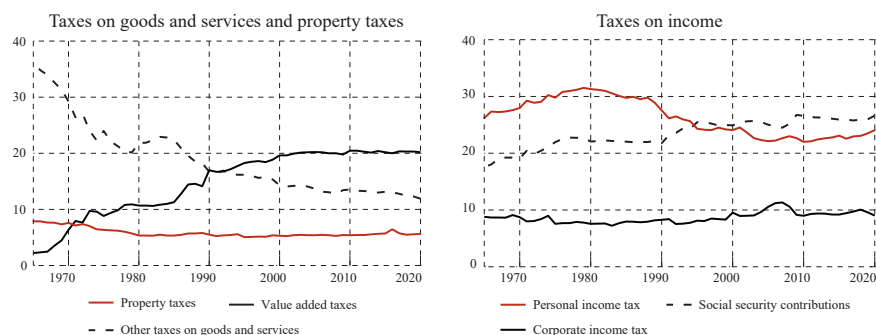 Taxes on goods and services and property taxes
40
30
20
10
0
1970 1980 1990 2000 2010 2020
Property taxes Value added taxes
Other taxes on goods and services
Taxes on income
40
30
20
10
0
1970 1980 1990 2000 2010 2020
Personal income tax Social security contributions
Corporate income tax